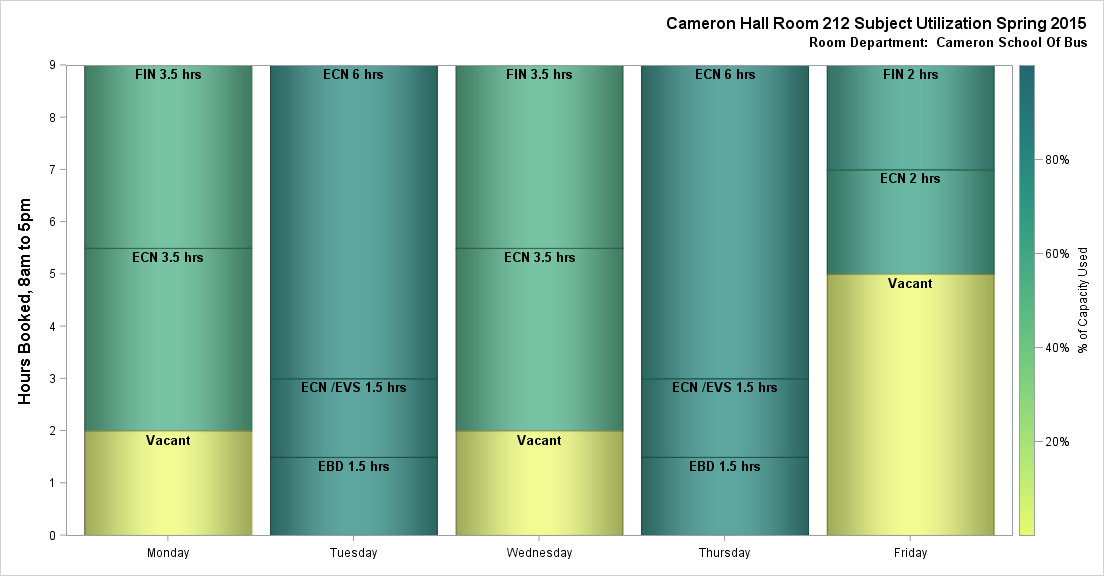 Cameron Hall Room 212 Subject Utilization Spring 2015
Room Department:  Cameron School Of Bus
Hours Booked, 8am to 5pm
9
8
7
6
5
4
3
2
1
0
FIN 3.5 hrs
ECN 3.5 hrs
Vacant
ECN 6 hrs
ECN /EVS 1.5 hrs
EBD 1.5 hrs
FIN 3.5 hrs
ECN 3.5 hrs
Vacant
ECN 6 hrs
ECN /EVS 1.5 hrs
EBD 1.5 hrs
FIN 2 hrs
ECN 2 hrs
Vacant
Monday
Tuesday
Wednesday
Thursday
Friday
80%
60%
40%
20%
% of Capacity Used